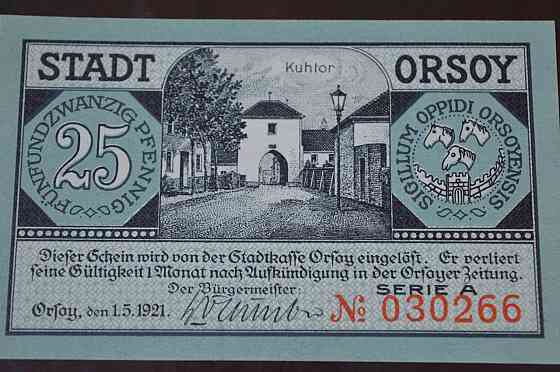 STADT ORSOY
Kuhtor
FÜNFUNDZWANZIG PFENNIG
25
SIGILLUM OPPIDI ORSOYENSIS
Dieser Schein wird von der Stadtkasse Orsoy eingelöst. Er verliert
seine Gültigkeit 1 Monat nach Aufkündigung in der Orsoyer Zeitung.
Der Bürgermeister:
SERIE A
Orsoy, den 1.5.1921.
№ 030266